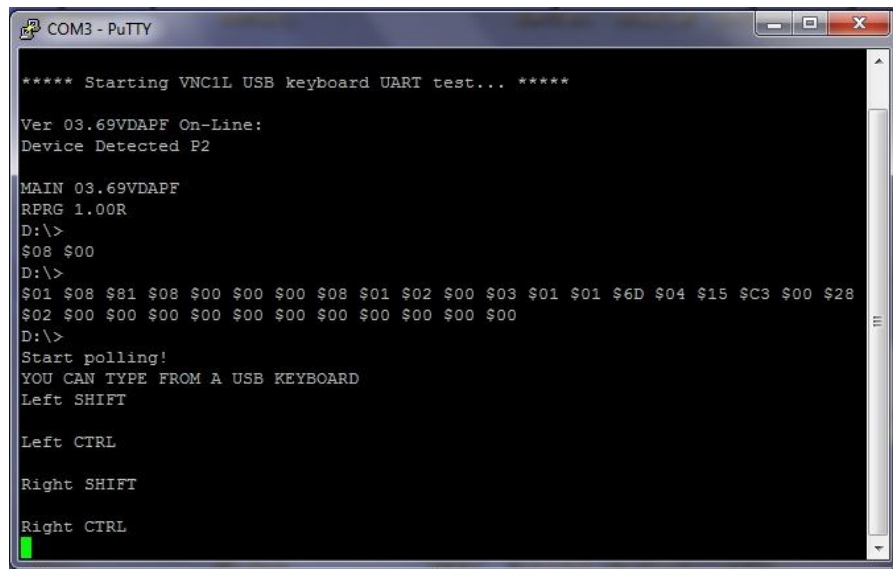 COM3 - PuTTY
***** Starting VNC1L USB keyboard UART test... *****
Ver 03.69VDAPF On-Line:
Device Detected P2
MAIN 03.69VDAPF
RPRG 1.00R
D:\>
$08 $00
D:\>
$01 $08 $81 $08 $00 $00 $00 $08 $01 $02 $00 $03 $01 $01 $6D $04 $15 $C3 $00 $28
$02 $00 $00 $00 $00 $00 $00 $00 $00 $00 $00 $00
D:\>
Start polling!
YOU CAN TYPE FROM A USB KEYBOARD
Left SHIFT
Left CTRL
Right SHIFT
Right CTRL